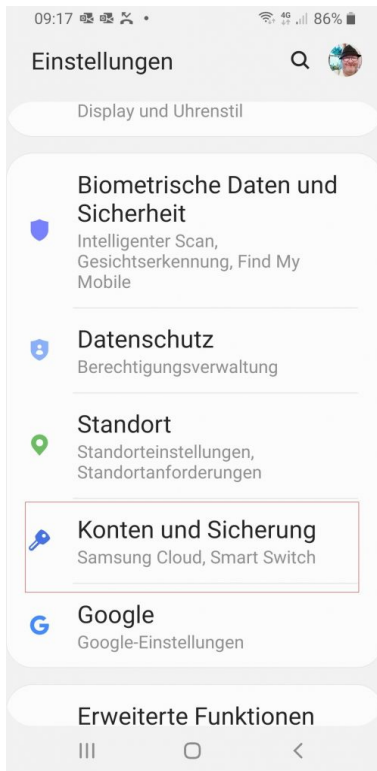 09:17 4G 86%
Einstellungen
Display und Uhrenstil
Biometrische Daten und
Sicherheit
Intelligenter Scan,
Gesichtserkennung, Find My
Mobile
Datenschutz
Berechtigungsverwaltung
Standort
Standorteinstellungen,
Standortanforderungen
Konten und Sicherung
Samsung Cloud, Smart Switch
Google
Google-Einstellungen
Erweiterte Funktionen